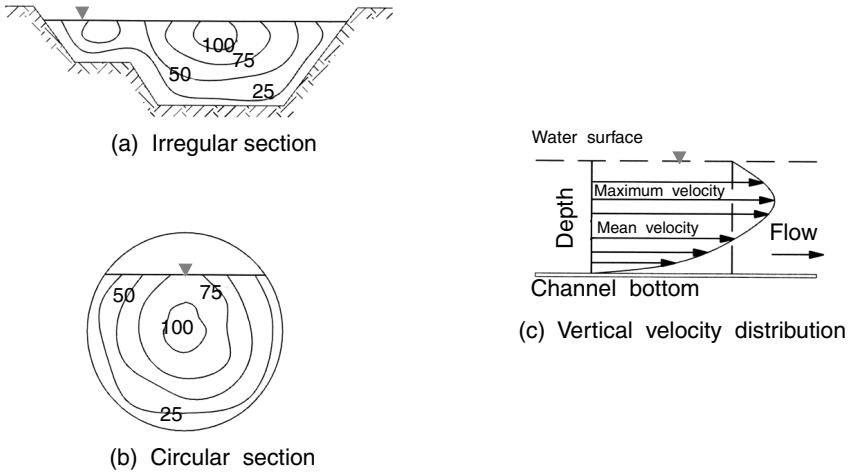 100
75
50
25
(a) Irregular section
50
75
100
25
(b) Circular section
Water surface
Depth
Maximum velocity
Mean velocity
Flow
Channel bottom
(c) Vertical velocity distribution